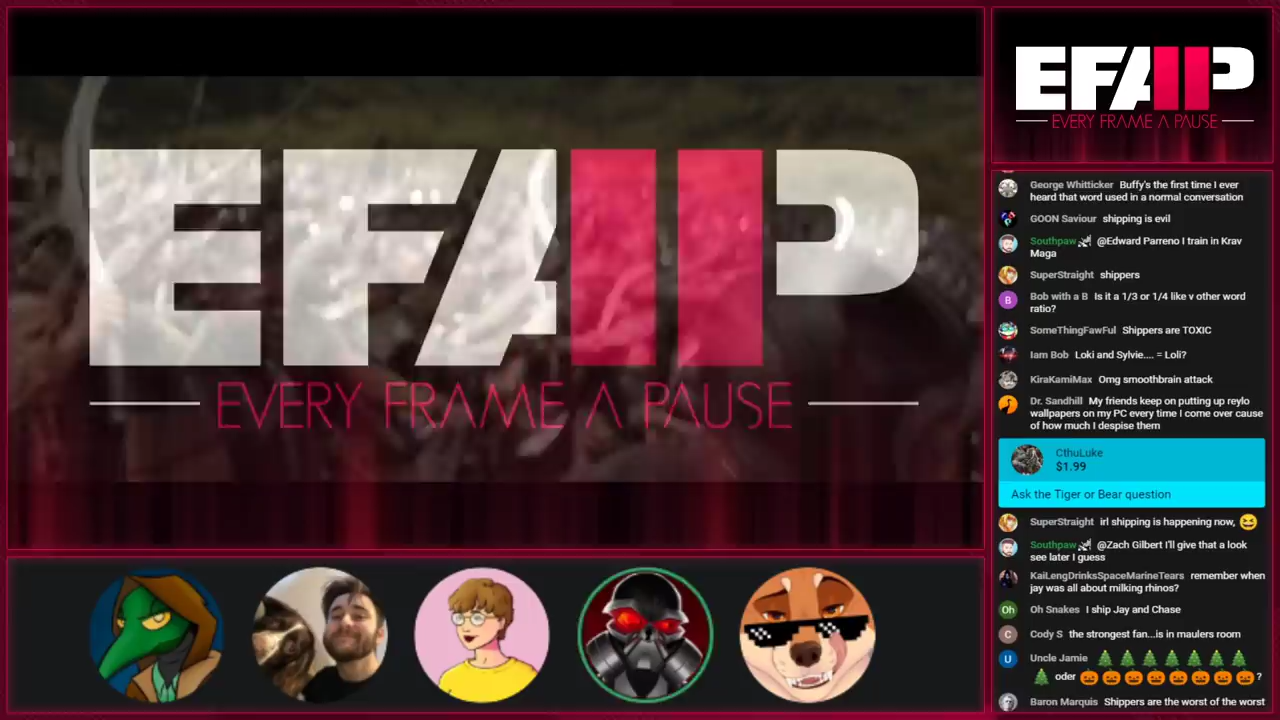 EFAP
EVERY FRAME A PAUSE
EFAP
EVERY FRAME A PAUSE
George Whitticker Buffy's the first time I ever
heard that word used in a normal conversation
GOON Saviour shipping is evil
Southpaw @Edward Parreno I train in Krav
Maga
SuperStraight shippers
B
Bob with a B Is it a 1/3 or 1/4 like v other word
ratio?
SomeThingFawFul Shippers are TOXIC
Iam Bob Loki and Sylvie.... = Loli?
KiraKamiMax Omg smoothbrain attack
Dr. Sandhill My friends keep on putting up reylo
wallpapers on my PC every time I come over cause
of how much I despise them
CthuLuke
$1.99
Ask the Tiger or Bear question
SuperStraight irl shipping is happening now, 😆
Southpaw @Zach Gilbert I'll give that a look
see later I guess
KaiLengDrinksSpaceMarineTears remember when
jay was all about milking rhinos?
Oh
Oh Snakes I ship Jay and Chase
C
Cody S the strongest fan...is in maulers room
U
Uncle Jamie 🎄🎄🎄🎄🎄🎄🎄
🎄 oder 🎃🎃🎃🎃🎃🎃🎃 ?
Baron Marquis Shippers are the worst of the worst